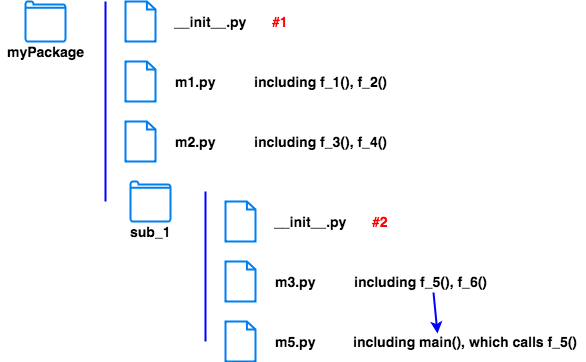 myPackage
__init__.py #1
m1.py including f_1(), f_2()
m2.py including f_3(), f_4()
sub_1
__init__.py #2
m3.py including f_5(), f_6()
m5.py including main(), which calls f_5()